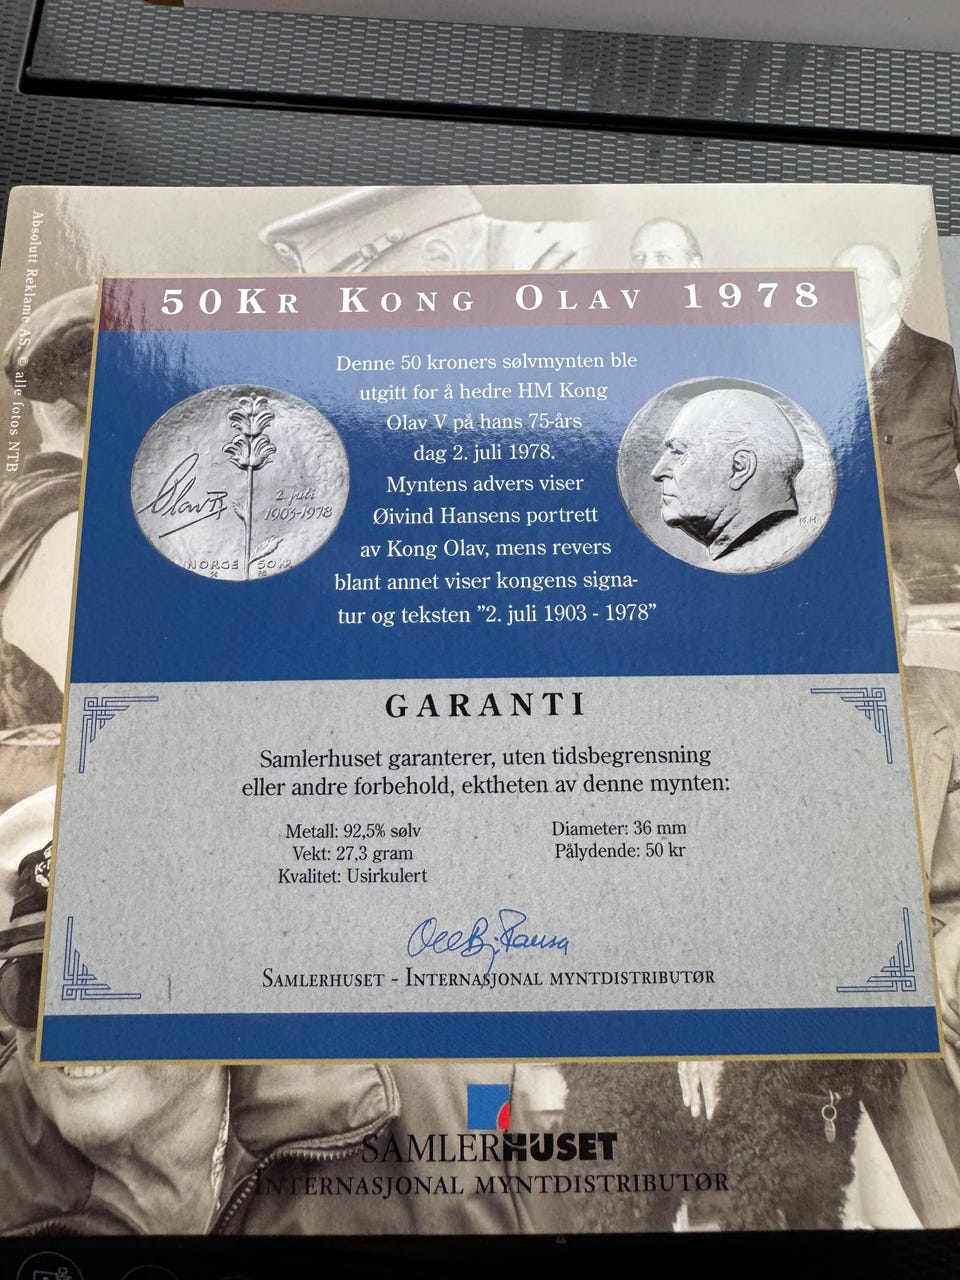 Absolutt Reklame AS, © alle fotos NTB
50KR KONG OLAV 1978
Denne 50 kroners sølvmynten ble
utgitt for å hedre HM Kong
Olav V på hans 75-års
dag 2. juli 1978.
Myntens advers viser
Øivind Hansens portrett
av Kong Olav, mens revers
blant annet viser kongens signa-
tur og teksten ”2. juli 1903 - 1978”
Olav R
2. juli
1903-1978
NORGE 50 KR
Ø.H
GARANTI
Samlerhuset garanterer, uten tidsbegrensning
eller andre forbehold, ektheten av denne mynten:
Metall: 92,5% sølv
Vekt: 27,3 gram
Kvalitet: Usirkulert
Diameter: 36 mm
Pålydende: 50 kr
SAMLERHUSET - INTERNASJONAL MYNTDISTRIBUTØR
SAMLERHUSET
INTERNASJONAL MYNTDISTRIBUTØR